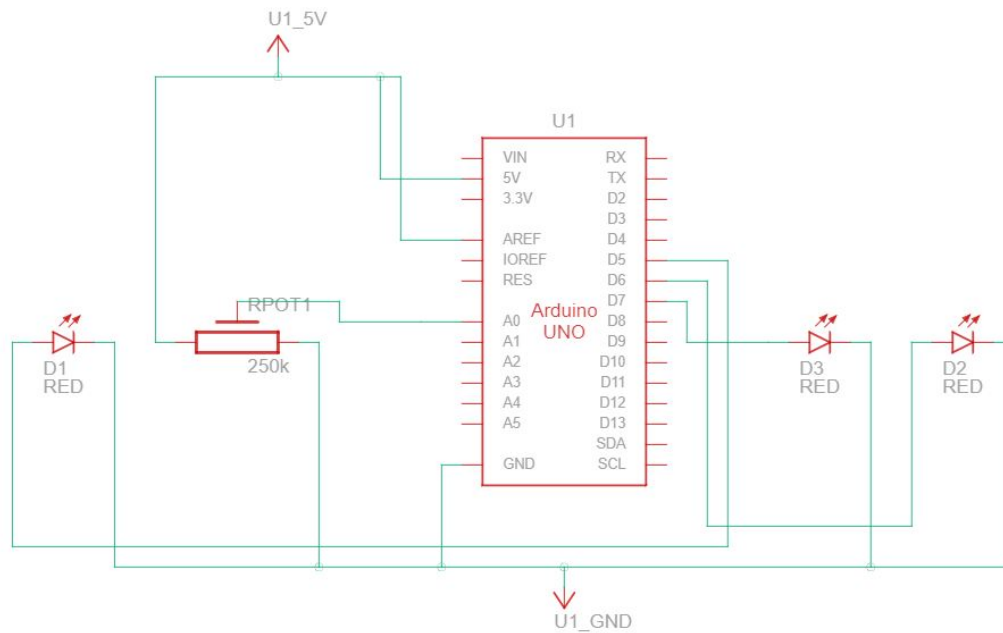 U1_5V
U1
VIN
5V
3.3V
AREF
IOREF
RES
A0
A1
A2
A3
A4
A5
GND
RX
TX
D2
D3
D4
D5
D6
D7
D8
D9
D10
D11
D12
D13
SDA
SCL
Arduino
UNO
RPOT1
250k
D1
RED
D3
RED
D2
RED
U1_GND